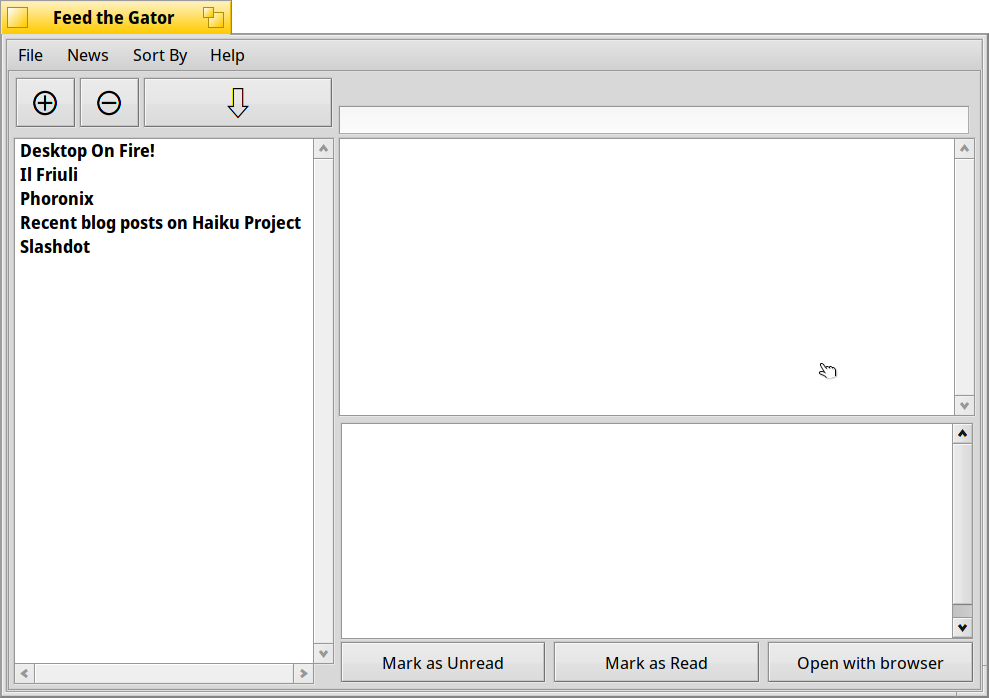 Feed the Gator
File News Sort By Help
Desktop On Fire!
Il Friuli
Phoronix
Recent blog posts on Haiku Project
Slashdot
Mark as Unread Mark as Read Open with browser